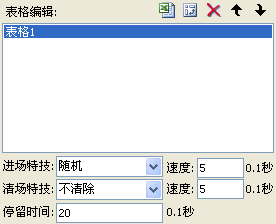 表格编辑:
表格1
进场特技: 随机 速度: 5 0.1秒
清场特技: 不清除 速度: 5 0.1秒
停留时间: 20 0.1秒